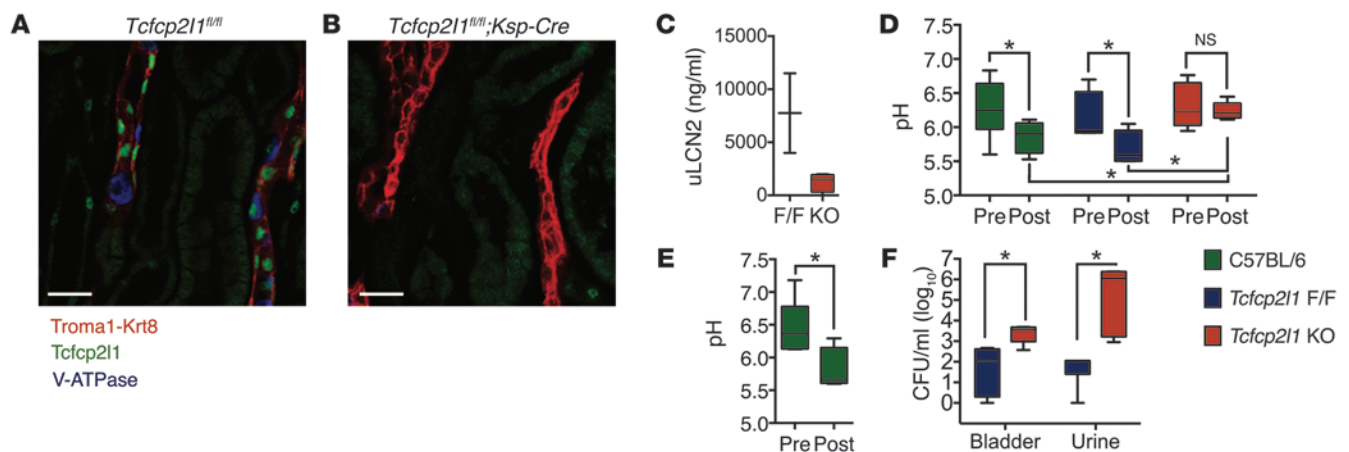 A
Tcfcp2l1fl/fl
B
Tcfcp2l1fl/fl;Ksp-Cre
Troma1-Krt8
Tcfcp2l1
V-ATPase
C
15000
10000
5000
0
uLCN2 (ng/ml)
F/F KO
D
7.5
7.0
6.5
6.0
5.5
5.0
pH
*
*
NS
*
*
Pre Post
Pre Post
Pre Post
E
7.5
7.0
6.5
6.0
5.5
5.0
pH
*
Pre Post
F
7
6
5
4
3
2
1
0
CFU/ml (log10)
*
*
Bladder
Urine
C57BL/6
Tcfcp2l1 F/F
Tcfcp2l1 KO